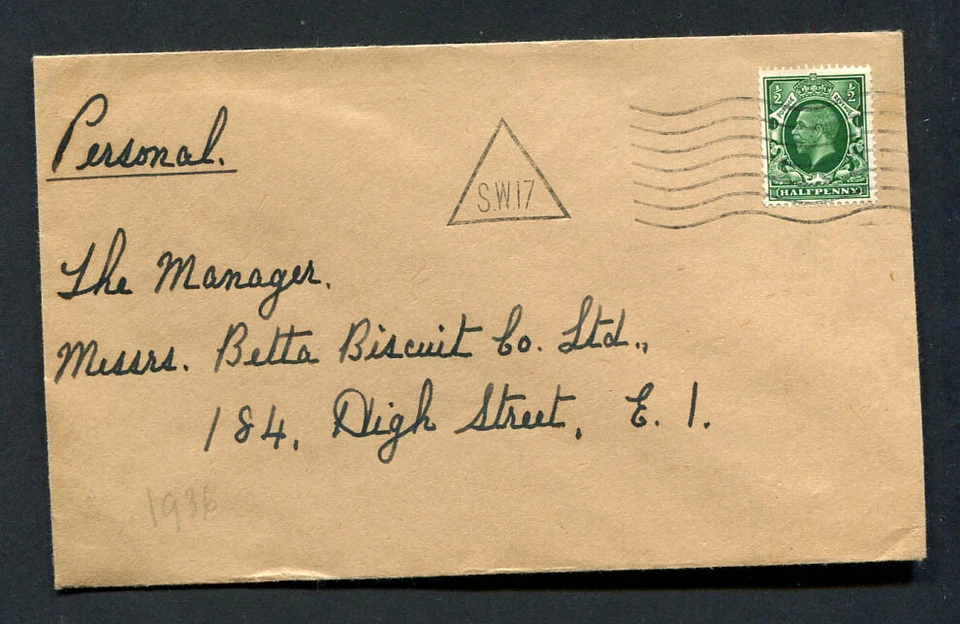 Personal.
S.W.17
½ ½
HALFPENNY
The Manager.
Messrs. Betta Biscuit Co. Ltd.,
184, High Street, E. 1.
1936